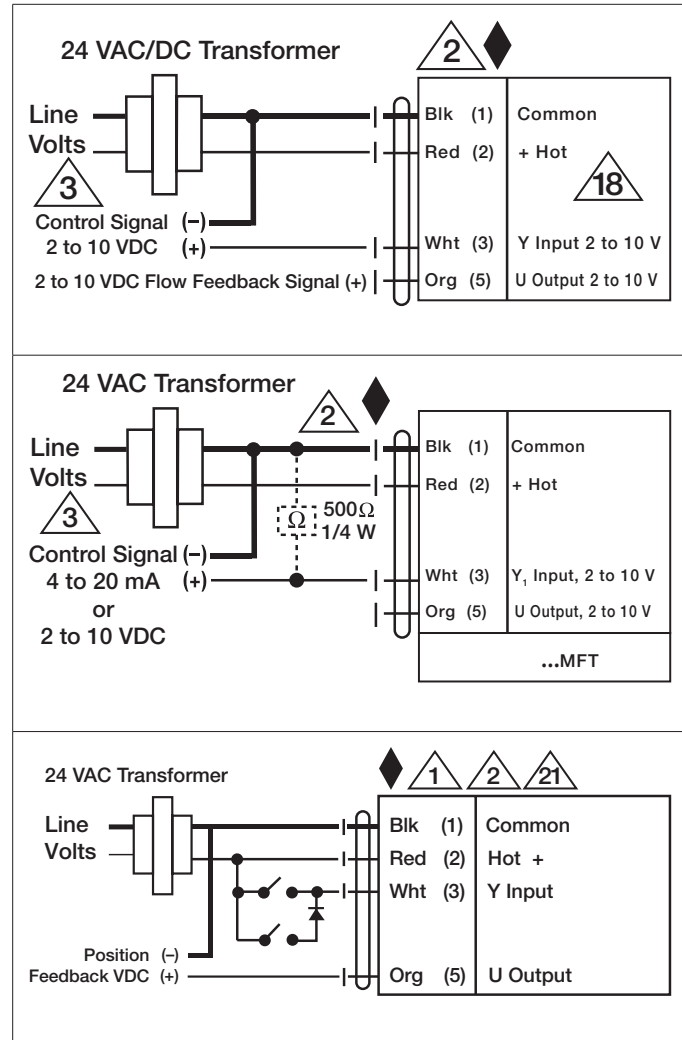 24 VAC/DC Transformer
2
Line
Volts
3
Blk (1) Common
Red (2) + Hot
18
Control Signal (–)
2 to 10 VDC (+)
Wht (3) Y Input 2 to 10 V
2 to 10 VDC Flow Feedback Signal (+)
Org (5) U Output 2 to 10 V
24 VAC Transformer
2
Line
Volts
3
Blk (1) Common
Red (2) + Hot
Ω 500Ω
1/4 W
Control Signal (–)
4 to 20 mA (+)
or
2 to 10 VDC
Wht (3) Y₁ Input, 2 to 10 V
Org (5) U Output, 2 to 10 V
...MFT
24 VAC Transformer
1 2 21
Line
Volts
Blk (1) Common
Red (2) Hot +
Wht (3) Y Input
Position (–)
Feedback VDC (+)
Org (5) U Output